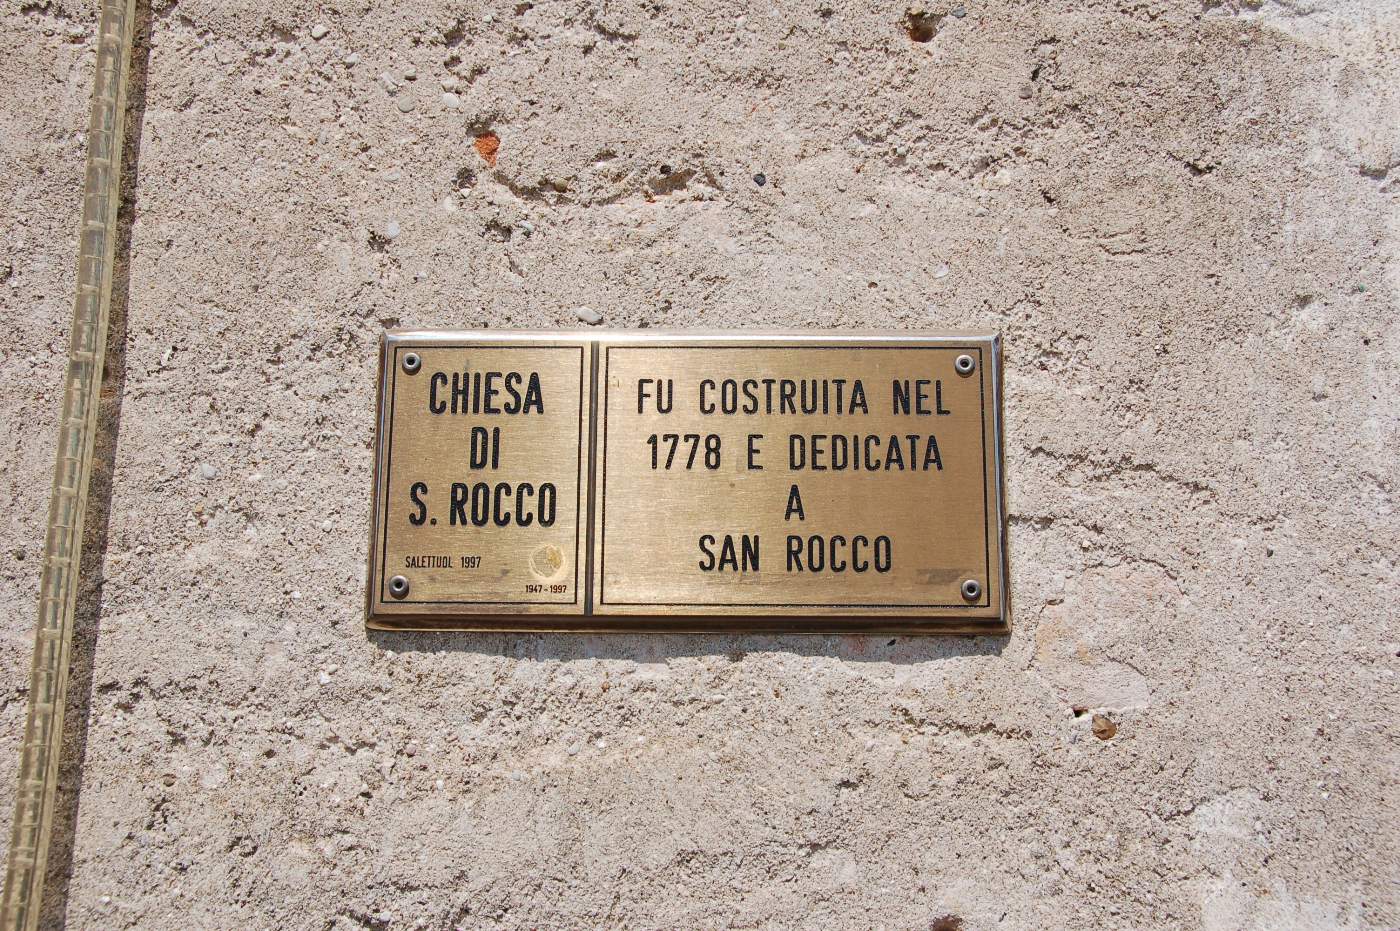 CHIESA
DI
S. ROCCO
SALETTUOL 1997
1947-1997
FU COSTRUITA NEL
1778 E DEDICATA
A
SAN ROCCO